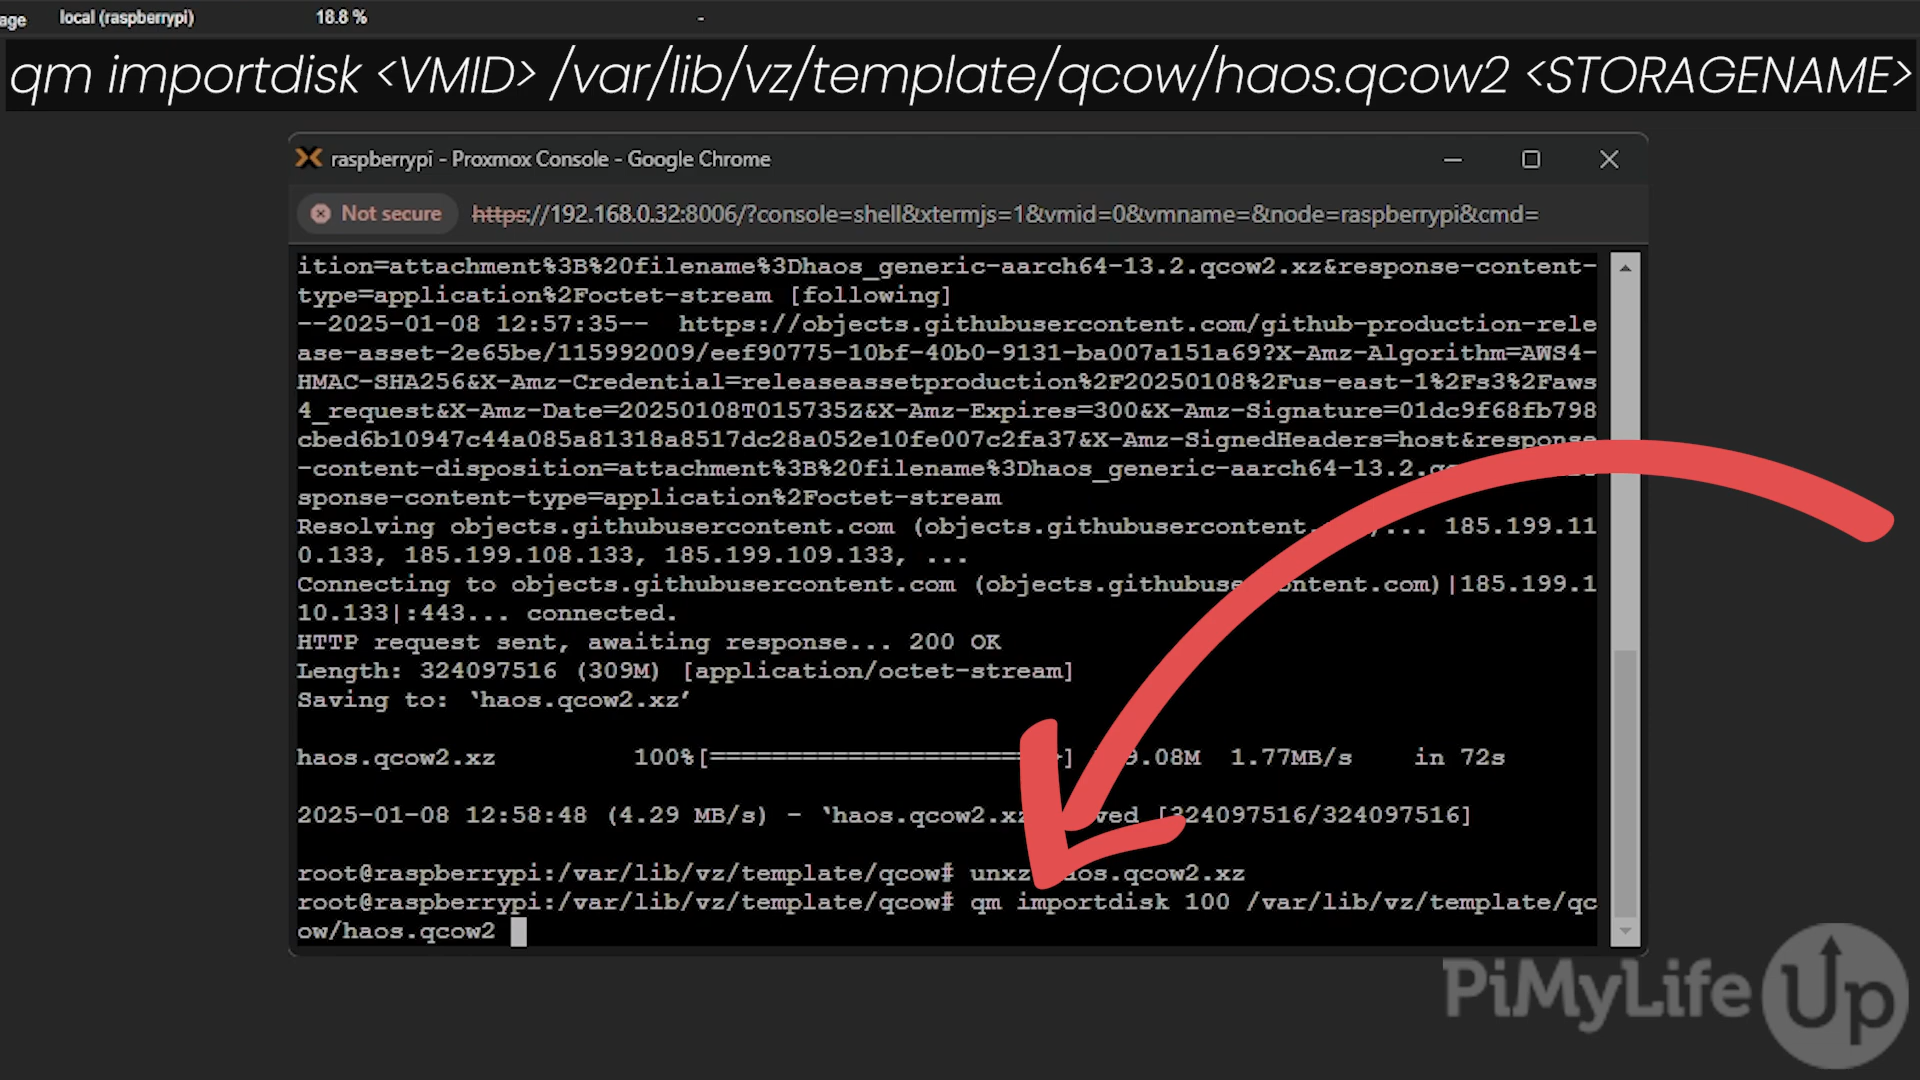 age local (raspberrypi) 18.8 % -
qm importdisk <VMID> /var/lib/vz/template/qcow/haos.qcow2 <STORAGENAME>
raspberrypi - Proxmox Console - Google Chrome
Not secure https://192.168.0.32:8006/?console=shell&xtermjs=1&vmid=0&vmname=&node=raspberrypi&cmd=
ition=attachment%3B%20filename%3Dhaos_generic-aarch64-13.2.qcow2.xz&response-content-
type=application%2Foctet-stream [following]
--2025-01-08 12:57:35-- https://objects.githubusercontent.com/github-production-rele
ase-asset-2e65be/115992009/eef90775-10bf-40b0-9131-ba007a151a69?X-Amz-Algorithm=AWS4-
HMAC-SHA256&X-Amz-Credential=releaseassetproduction%2F20250108%2Fus-east-1%2Fs3%2Faws
4_request&X-Amz-Date=20250108T015735Z&X-Amz-Expires=300&X-Amz-Signature=01dc9f68fb798
cbed6b10947c44a085a81318a8517dc28a052e10fe007c2fa37&X-Amz-SignedHeaders=host&response
-content-disposition=attachment%3B%20filename%3Dhaos_generic-aarch64-13.2.
sponse-content-type=application%2Foctet-stream
Resolving objects.githubusercontent.com (objects.githubusercontent. ... 185.199.11
0.133, 185.199.108.133, 185.199.109.133, ...
Connecting to objects.githubusercontent.com (objects.githubusercontent.com)|185.199.1
10.133|:443... connected.
HTTP request sent, awaiting response... 200 OK
Length: 324097516 (309M) [application/octet-stream]
Saving to: ‘haos.qcow2.xz’
haos.qcow2.xz 100%[=====================>] 9.08M 1.77MB/s in 72s
2025-01-08 12:58:48 (4.29 MB/s) - ‘haos.qcow2.xz ved [324097516/324097516]
root@raspberrypi:/var/lib/vz/template/qcow# unxz haos.qcow2.xz
root@raspberrypi:/var/lib/vz/template/qcow# qm importdisk 100 /var/lib/vz/template/qc
ow/haos.qcow2
PiMyLifeUp